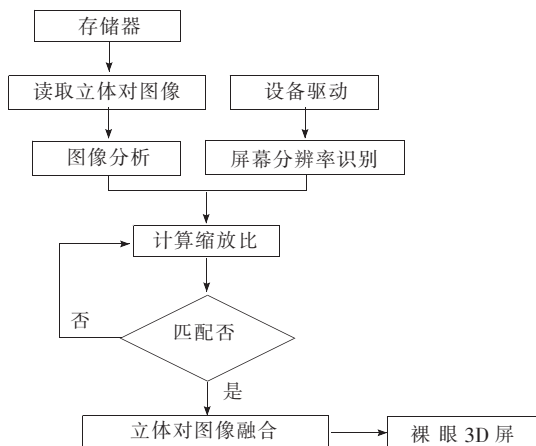 存储器
读取立体对图像
设备驱动
图像分析
屏幕分辨率识别
计算缩放比
否
匹配否
是
立体对图像融合
裸眼3D屏